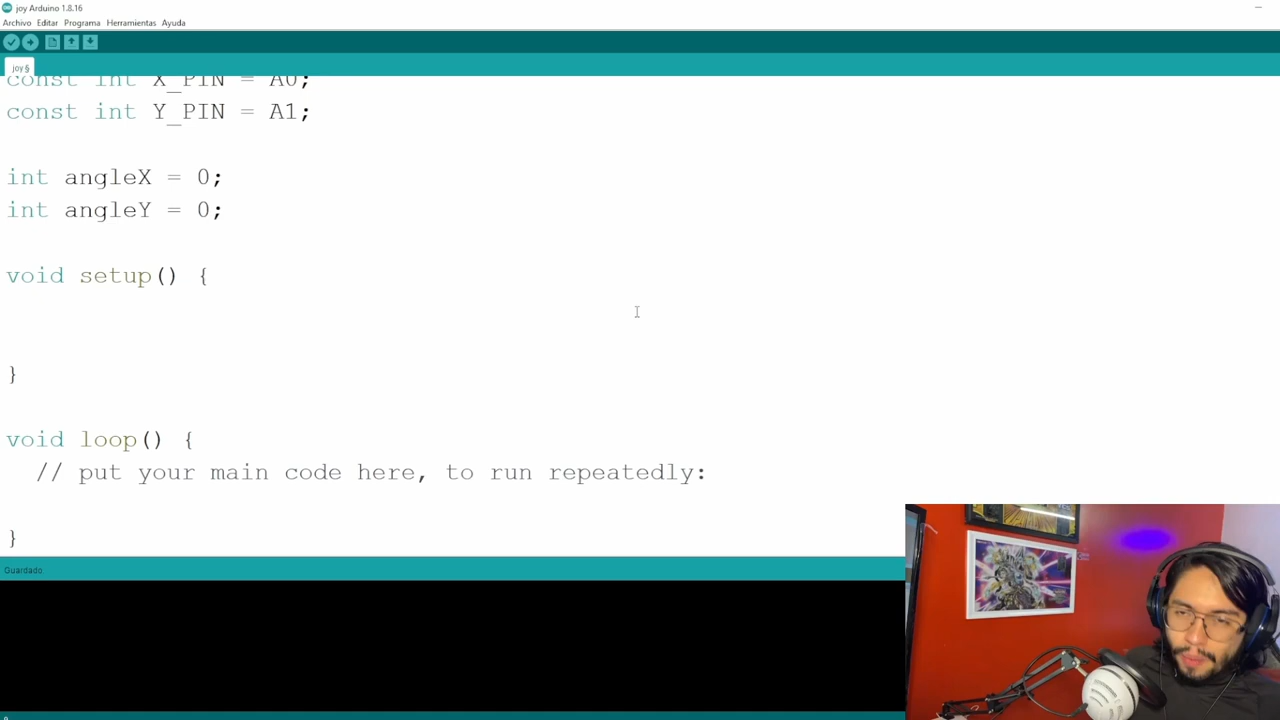 joy Arduino 1.8.16
Archivo Editar Programa Herramientas Ayuda
joy §
const int X_PIN = A0;
const int Y_PIN = A1;
int angleX = 0;
int angleY = 0;
void setup() {
}
void loop() {
// put your main code here, to run repeatedly:
}
Guardado